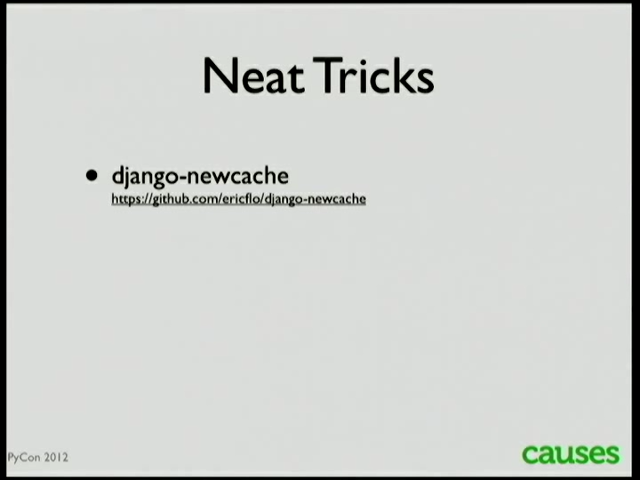 Neat Tricks
• django-newcache
https://github.com/ericflo/django-newcache
PyCon 2012
causes